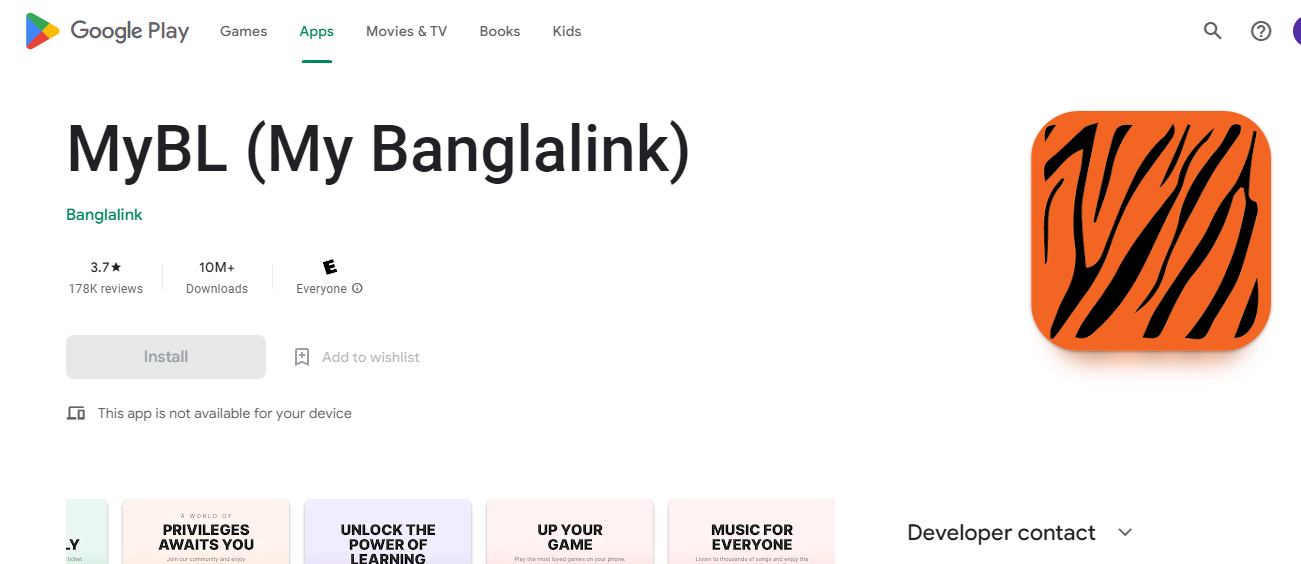 Google Play Games Apps Movies & TV Books Kids
MyBL (My Banglalink)
Banglalink
3.7★ 10M+ E
178K reviews Downloads Everyone
Install Add to wishlist
This app is not available for your device
A WORLD OF
PRIVILEGES
AWAITS YOU
Join our community and enjoy
LY
ticket
UNLOCK THE
POWER OF
LEARNING
UP YOUR
GAME
Play the most loved games on your phone.
MUSIC FOR
EVERYONE
Listen to thousands of songs and enjoy the
Developer contact